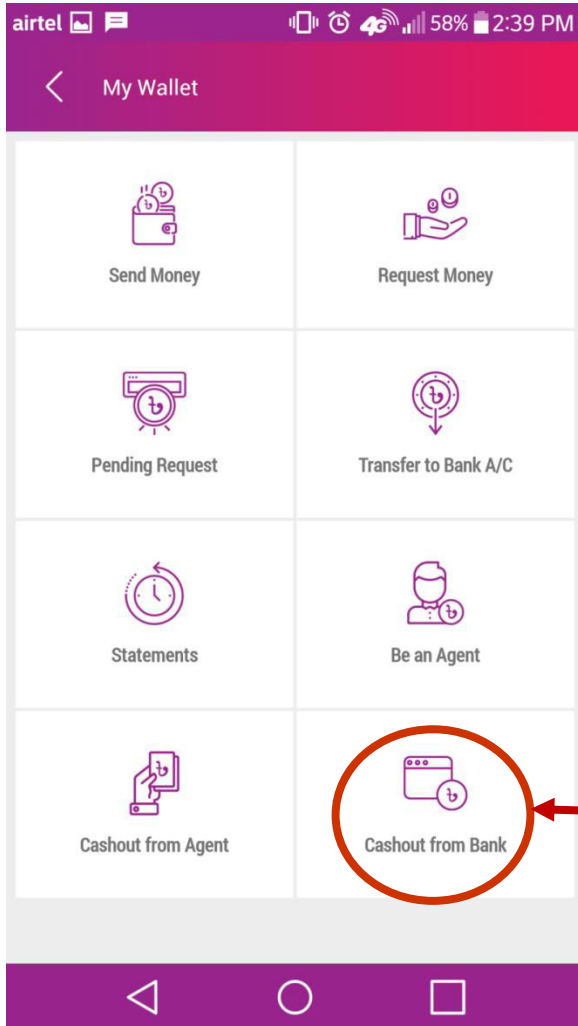 airtel 4G 58% 2:39 PM
My Wallet
Send Money
Request Money
Pending Request
Transfer to Bank A/C
Statements
Be an Agent
Cashout from Agent
Cashout from Bank